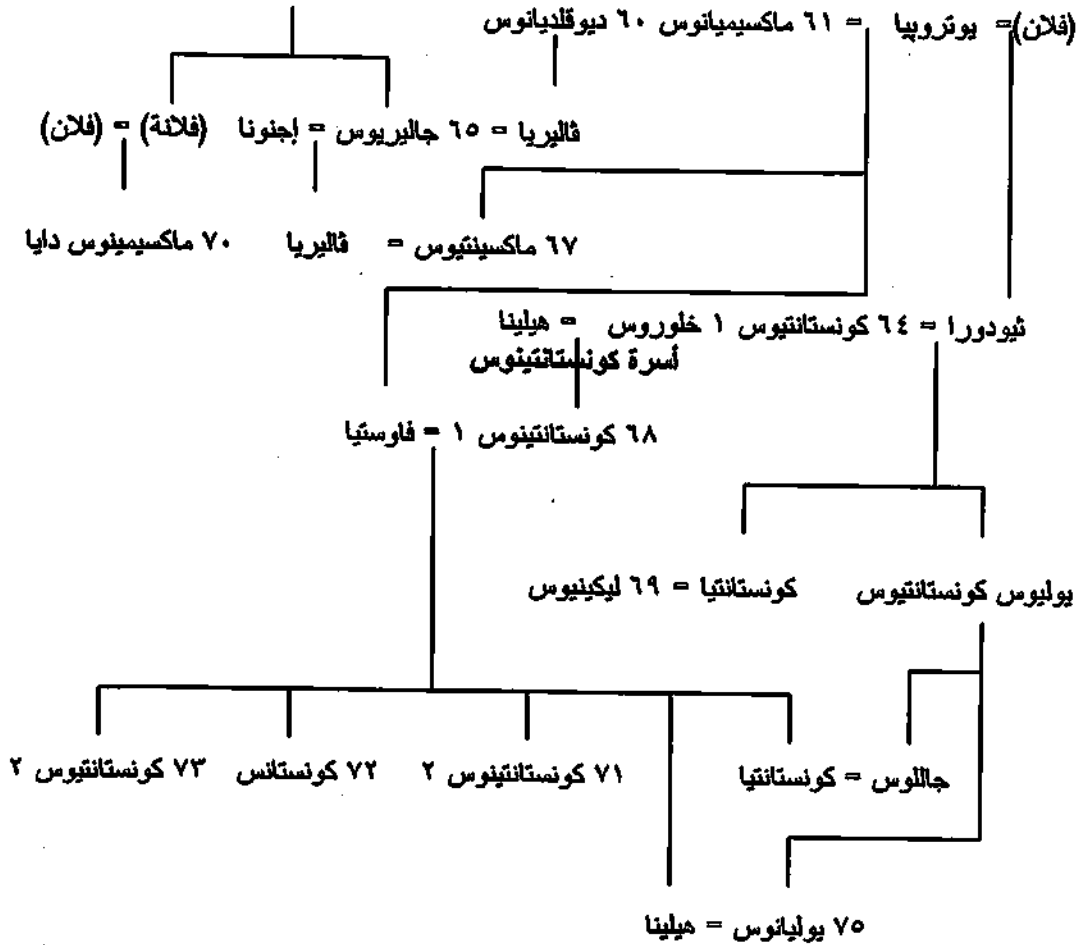 (فلان)= يوتروپيا = ٦١ ماكسيميانوس ٦٠ ديوقلديانوس
ڤاليريا = ٦٥ جاليريوس = إجنونا (فلانة) = (فلان)
٦٧ ماكسينتيوس = ڤاليريا ٧٠ ماكسيمينوس دايا
ثيودورا = ٦٤ كونستانتيوس ١ خلوروس = هيلينا
أسرة كونستانتينوس
٦٨ كونستانتينوس ١ = فاوستيا
يوليوس كونستانتيوس كونستانتيا = ٦٩ ليكينيوس
جاللوس = كونستانتيا ٧١ كونستانتينوس ٢ ٧٢ كونستانس ٧٣ كونستانتيوس ٢
٧٥ يوليانوس = هيلينا